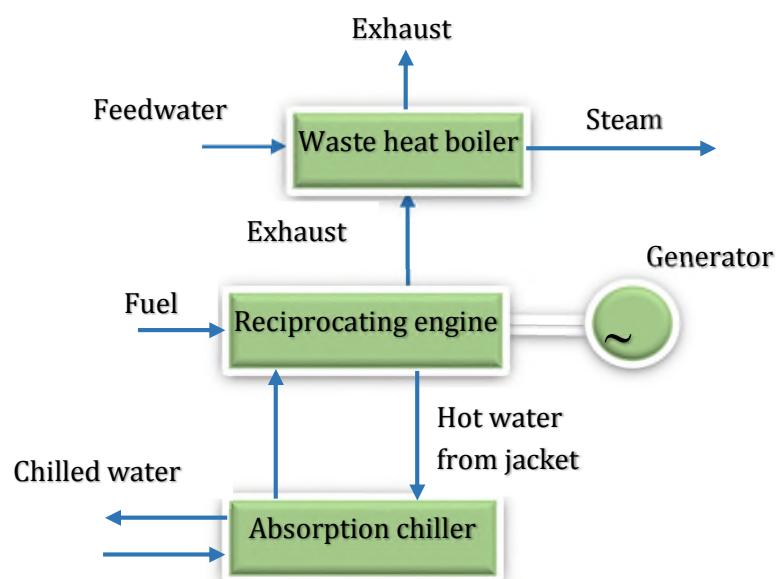 Exhaust
Feedwater
Waste heat boiler
Steam
Exhaust
Generator
Fuel
Reciprocating engine
~
Hot water
from jacket
Chilled water
Absorption chiller